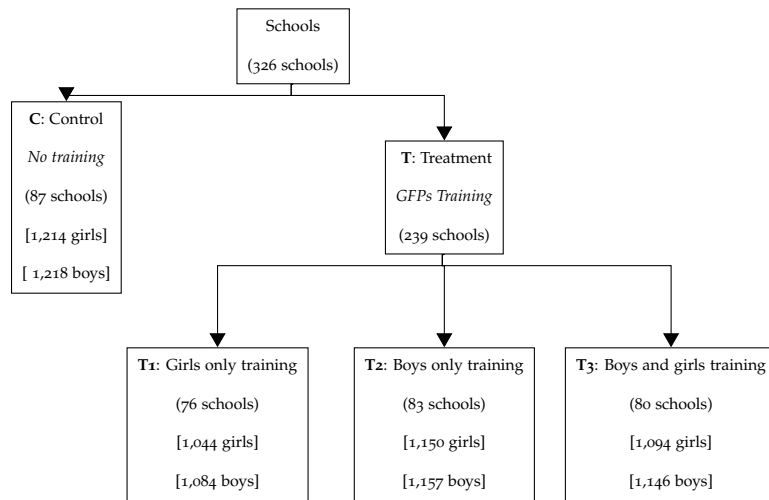 Schools
(326 schools)
C: Control
No training
(87 schools)
[1,214 girls]
[ 1,218 boys]
T: Treatment
GFPs Training
(239 schools)
T1: Girls only training
(76 schools)
[1,044 girls]
[1,084 boys]
T2: Boys only training
(83 schools)
[1,150 girls]
[1,157 boys]
T3: Boys and girls training
(80 schools)
[1,094 girls]
[1,146 boys]